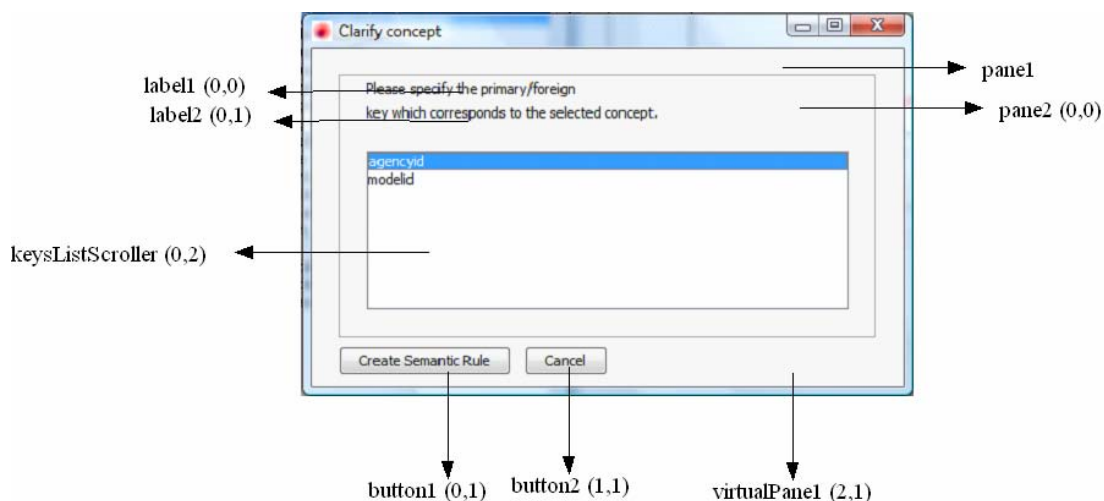 Clarify concept
pane1
label1 (0,0)
Please specify the primary/foreign
label2 (0,1)
key which corresponds to the selected concept.
pane2 (0,0)
agencyid
modelid
keysListScroller (0,2)
Create Semantic Rule
Cancel
button1 (0,1)
button2 (1,1)
virtualPane1 (2,1)